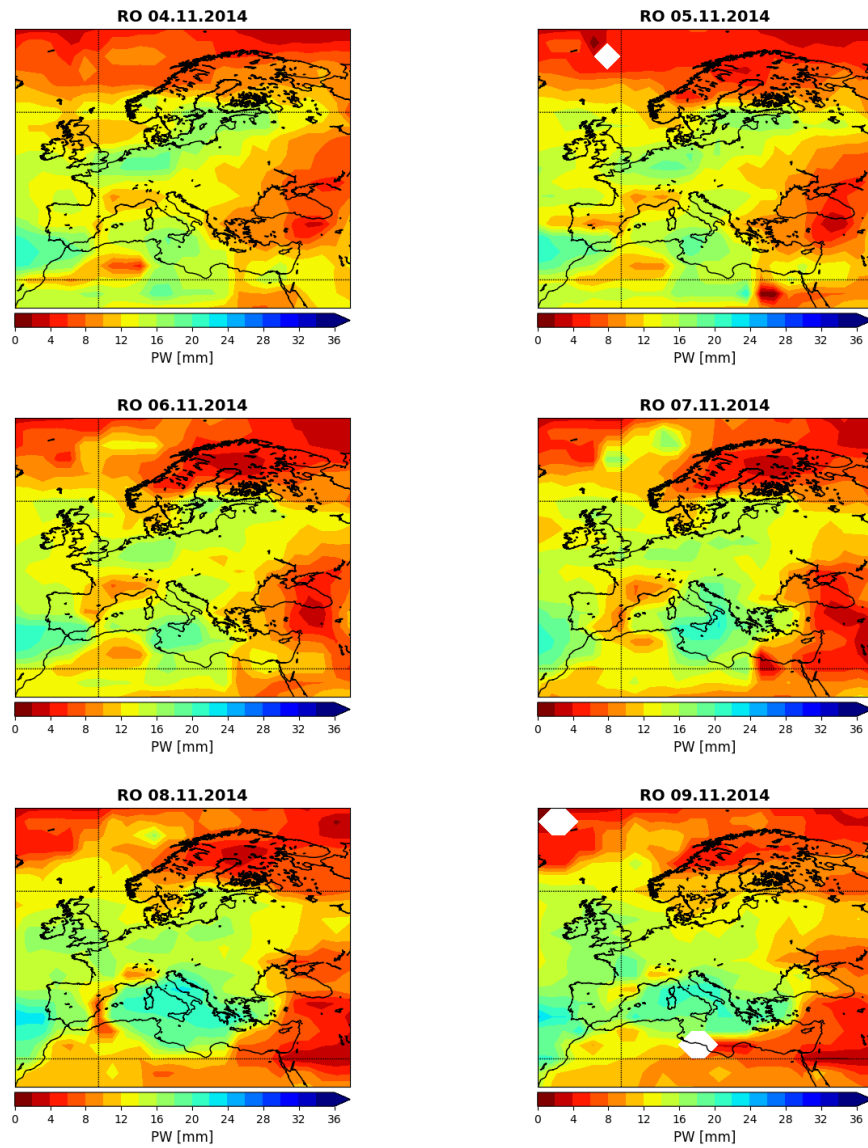 RO 04.11.2014
RO 05.11.2014
0 4 8 12 16 20 24 28 32 36
0 4 8 12 16 20 24 28 32 36
PW [mm]
PW [mm]
RO 06.11.2014
RO 07.11.2014
0 4 8 12 16 20 24 28 32 36
0 4 8 12 16 20 24 28 32 36
PW [mm]
PW [mm]
RO 08.11.2014
RO 09.11.2014
0 4 8 12 16 20 24 28 32 36
0 4 8 12 16 20 24 28 32 36
PW [mm]
PW [mm]